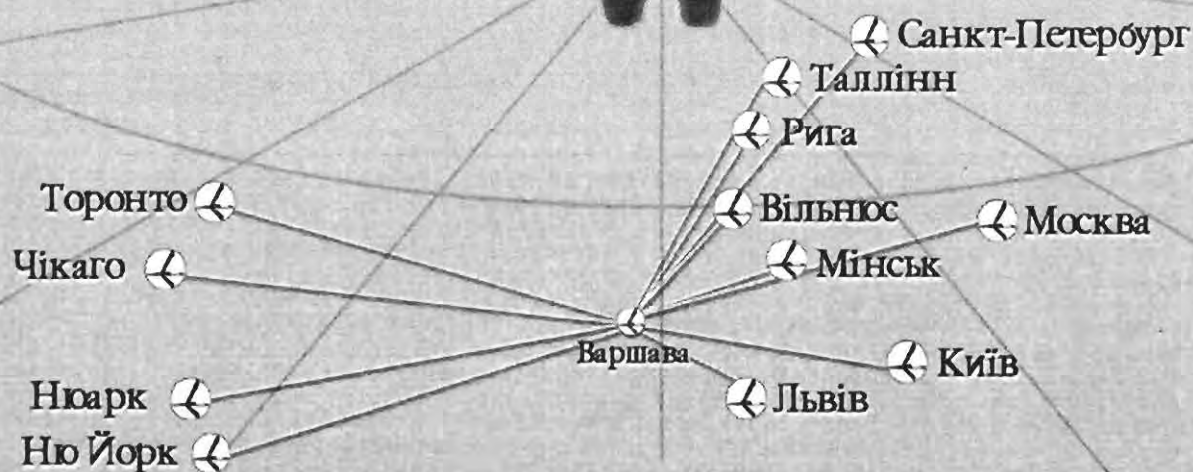 Санкт-Петербург
Таллінн
Рига
Торонто
Вільнюс
Москва
Чікаго
Мінськ
Варшава
Київ
Нюарк
Львів
Ню Йорк